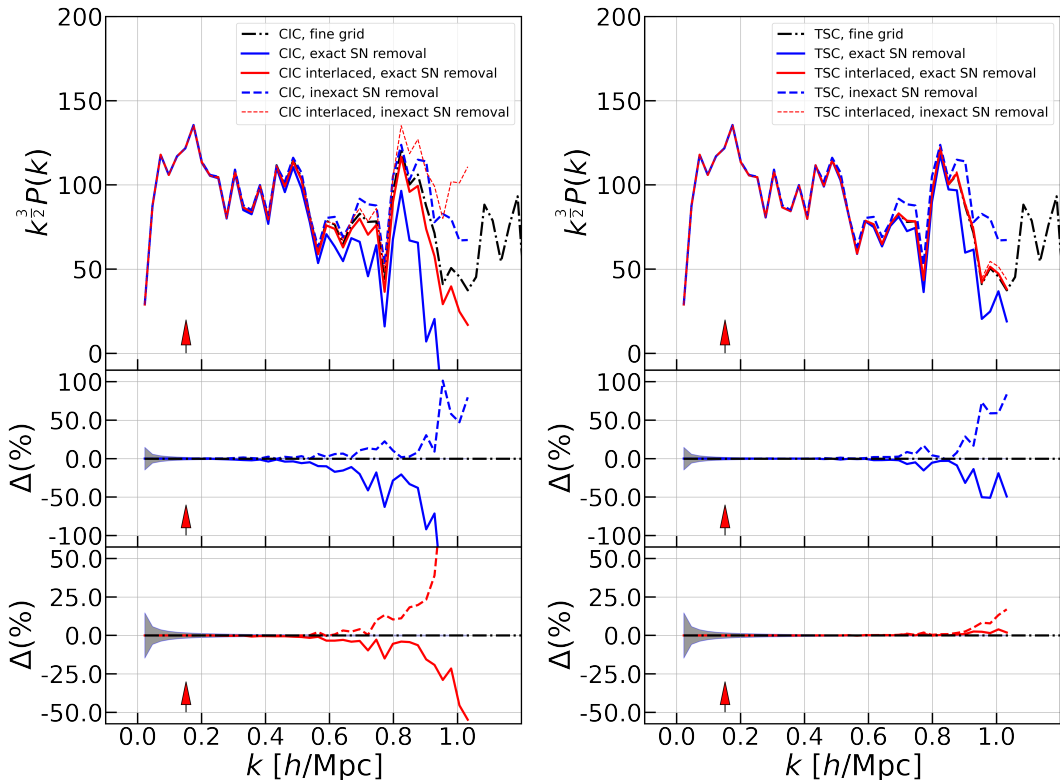 200
150
100
50
0
k^{3/2}P(k)
CIC, fine grid
CIC, exact SN removal
CIC interlaced, exact SN removal
CIC, inexact SN removal
CIC interlaced, inexact SN removal
100
50.0
0.0
-50.0
-100
Δ(%)
50.0
25.0
0.0
-25.0
-50.0
Δ(%)
0.0 0.2 0.4 0.6 0.8 1.0
k [h/Mpc]
200
150
100
50
0
k^{3/2}P(k)
TSC, fine grid
TSC, exact SN removal
TSC interlaced, exact SN removal
TSC, inexact SN removal
TSC interlaced, inexact SN removal
100
50.0
0.0
-50.0
-100
Δ(%)
50.0
25.0
0.0
-25.0
-50.0
Δ(%)
0.0 0.2 0.4 0.6 0.8 1.0
k [h/Mpc]